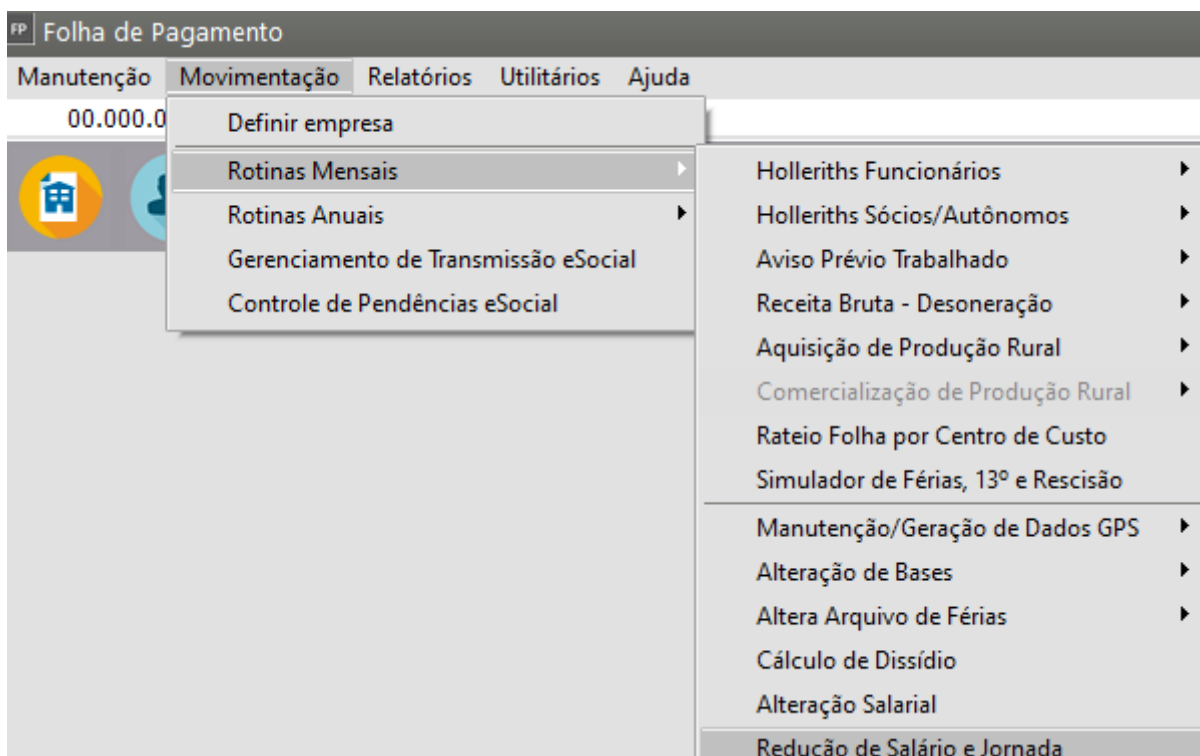 FP Folha de Pagamento
Manutenção Movimentação Relatórios Utilitários Ajuda
00.000.0
Definir empresa
Rotinas Mensais
Rotinas Anuais
Gerenciamento de Transmissão eSocial
Controle de Pendências eSocial
Holleriths Funcionários
Holleriths Sócios/Autônomos
Aviso Prévio Trabalhado
Receita Bruta - Desoneração
Aquisição de Produção Rural
Comercialização de Produção Rural
Rateio Folha por Centro de Custo
Simulador de Férias, 13º e Rescisão
Manutenção/Geração de Dados GPS
Alteração de Bases
Altera Arquivo de Férias
Cálculo de Dissídio
Alteração Salarial
Redução de Salário e Jornada